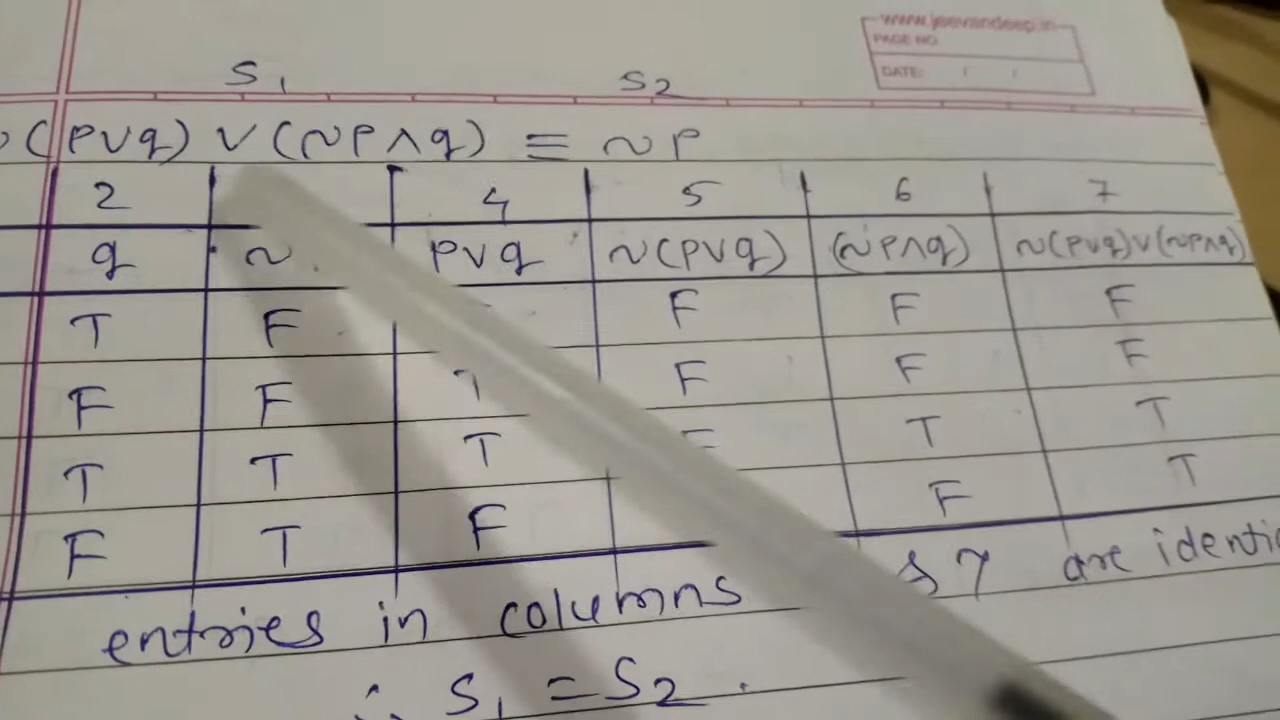 www.jeevandeep.in
PAGE NO.
DATE: / /
S1 S2
(p∨q) ∨ (~p∧q) ≡ ~p
2 4 5 6 7
q ~ p∨q ~(p∨q) (~p∧q) ~(p∨q)∨(~p∧q)
T F F F F
F F F F F
T T T T T
F T F F T
entries in columns & 7 are
∴ S1 = S2.